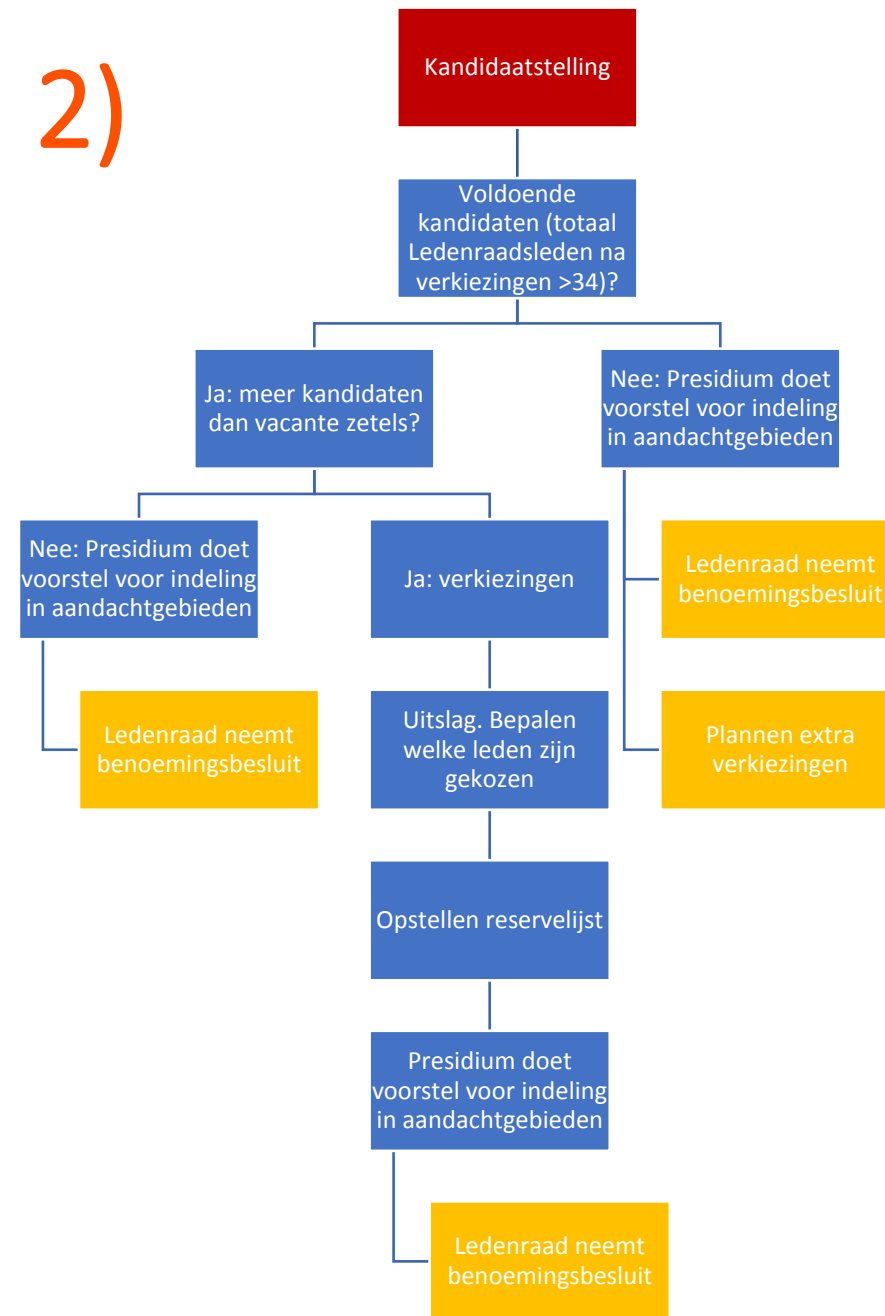 2)
Kandidaatstelling
Voldoende
kandidaten (totaal
Ledenraadsleden na
verkiezingen >34)?
Ja: meer kandidaten
dan vacante zetels?
Nee: Presidium doet
voorstel voor indeling
in aandachtgebieden
Nee: Presidium doet
voorstel voor indeling
in aandachtgebieden
Ja: verkiezingen
Ledenraad neemt
benoemingsbesluit
Ledenraad neemt
benoemingsbesluit
Uitslag. Bepalen
welke leden zijn
gekozen
Plannen extra
verkiezingen
Opstellen reservelijst
Presidium doet
voorstel voor indeling
in aandachtgebieden
Ledenraad neemt
benoemingsbesluit